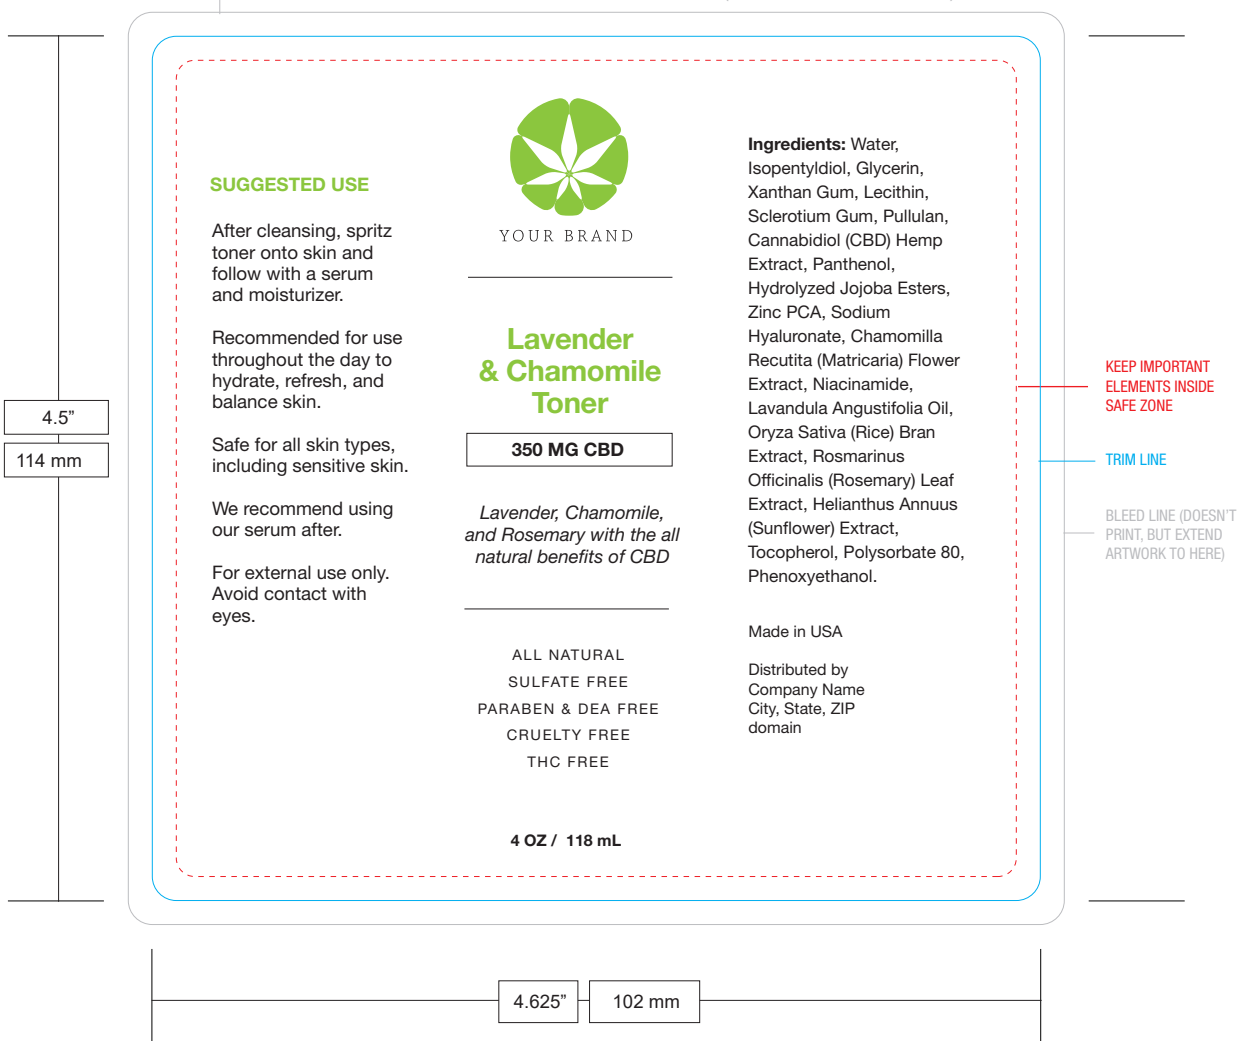 SUGGESTED USE
After cleansing, spritz
toner onto skin and
follow with a serum
and moisturizer.
Recommended for use
throughout the day to
hydrate, refresh, and
balance skin.
Safe for all skin types,
including sensitive skin.
We recommend using
our serum after.
For external use only.
Avoid contact with
eyes.
YOUR BRAND
Lavender
& Chamomile
Toner
350 MG CBD
Lavender, Chamomile,
and Rosemary with the all
natural benefits of CBD
ALL NATURAL
SULFATE FREE
PARABEN & DEA FREE
CRUELTY FREE
THC FREE
4 OZ / 118 mL
Ingredients: Water,
Isopentyldiol, Glycerin,
Xanthan Gum, Lecithin,
Sclerotium Gum, Pullulan,
Cannabidiol (CBD) Hemp
Extract, Panthenol,
Hydrolyzed Jojoba Esters,
Zinc PCA, Sodium
Hyaluronate, Chamomilla
Recutita (Matricaria) Flower
Extract, Niacinamide,
Lavandula Angustifolia Oil,
Oryza Sativa (Rice) Bran
Extract, Rosmarinus
Officinalis (Rosemary) Leaf
Extract, Helianthus Annuus
(Sunflower) Extract,
Tocopherol, Polysorbate 80,
Phenoxyethanol.
Made in USA
Distributed by
Company Name
City, State, ZIP
domain
KEEP IMPORTANT
ELEMENTS INSIDE
SAFE ZONE
TRIM LINE
BLEED LINE (DOESN'T
PRINT, BUT EXTEND
ARTWORK TO HERE)
4.5”
114 mm
4.625”
102 mm